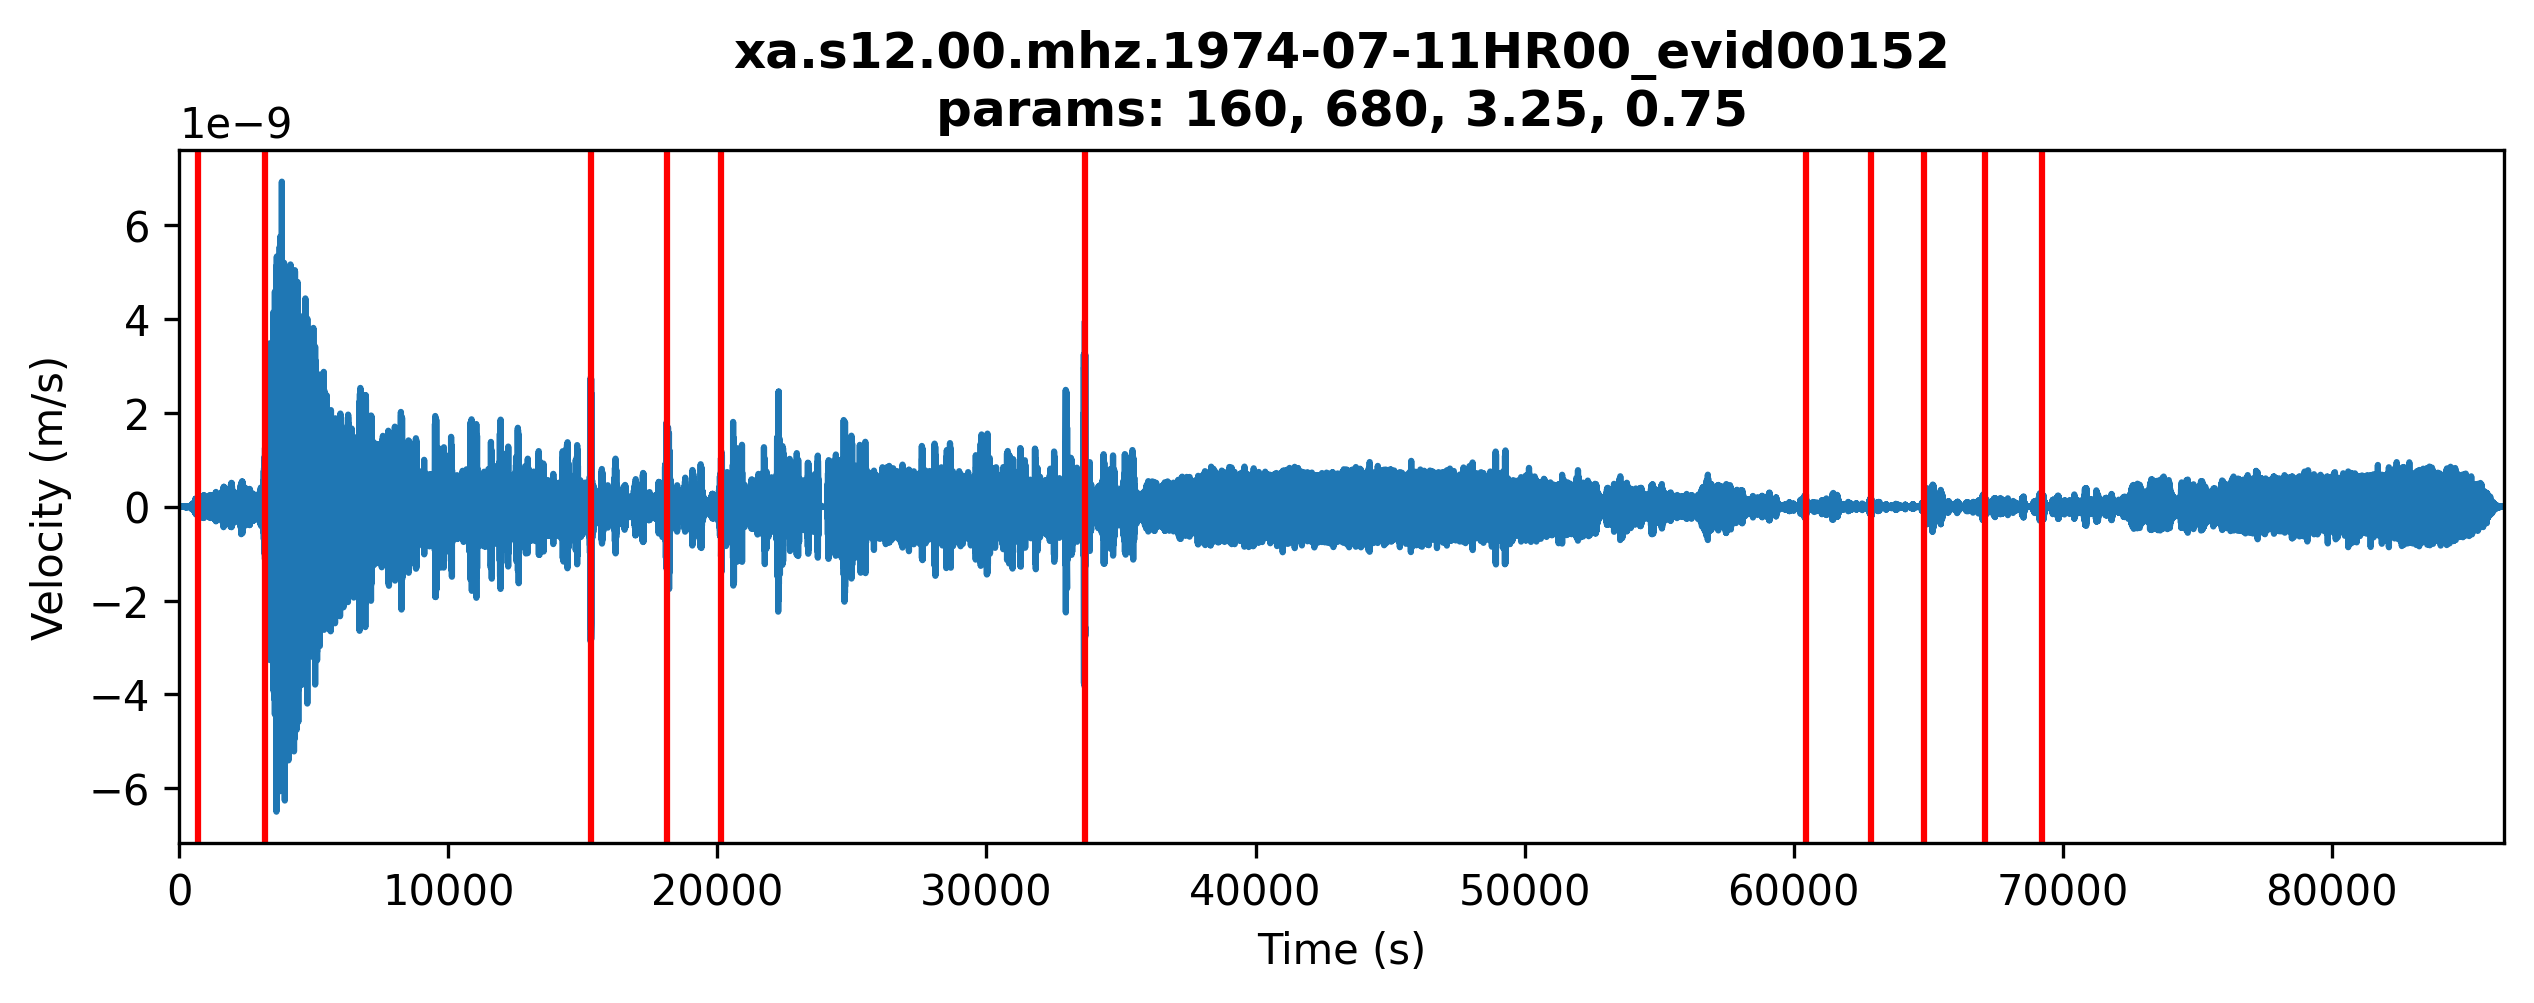 xa.s12.00.mhz.1974-07-11HR00_evid00152
params: 160, 680, 3.25, 0.75
1e−9
6
4
2
0
−2
−4
−6
Velocity (m/s)
0 10000 20000 30000 40000 50000 60000 70000 80000
Time (s)